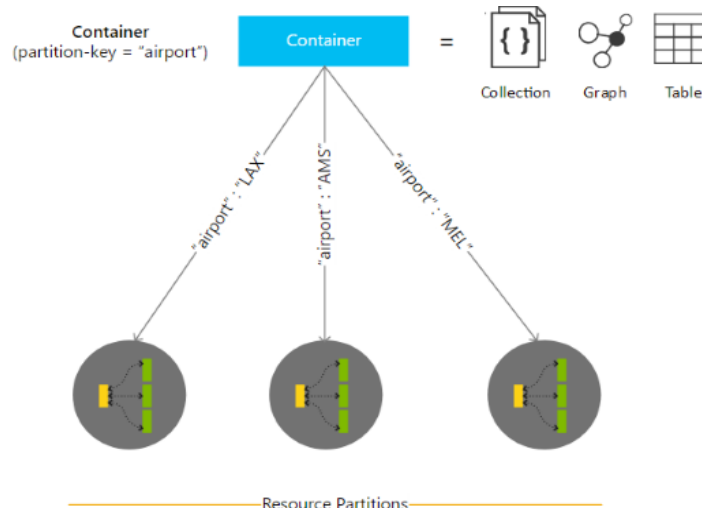 Container
(partition-key = “airport”)
Container
=
{ }
Collection
Graph
Table
“airport” : “LAX”
“airport” : “AMS”
“airport” : “MEL”
Resource Partitions